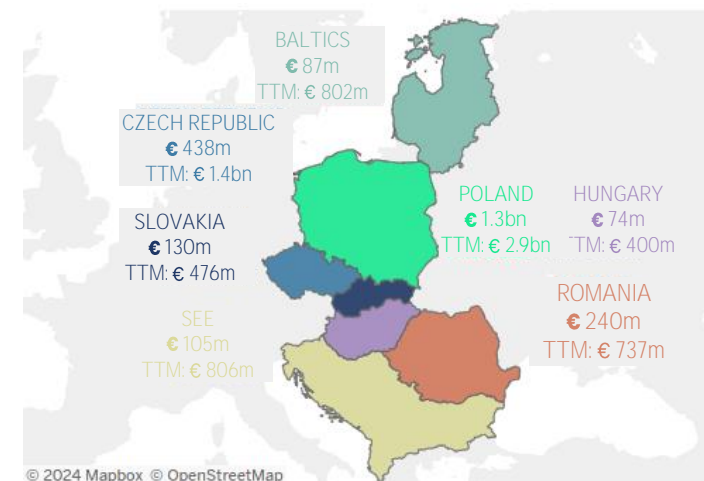 BALTICS
€ 87m
TTM: € 802m
CZECH REPUBLIC
€ 438m
TTM: € 1.4bn
POLAND
€ 1.3bn
TTM: € 2.9bn
HUNGARY
€ 74m
TTM: € 400m
SLOVAKIA
€ 130m
TTM: € 476m
ROMANIA
€ 240m
TTM: € 737m
SEE
€ 105m
TTM: € 806m
© 2024 Mapbox © OpenStreetMap